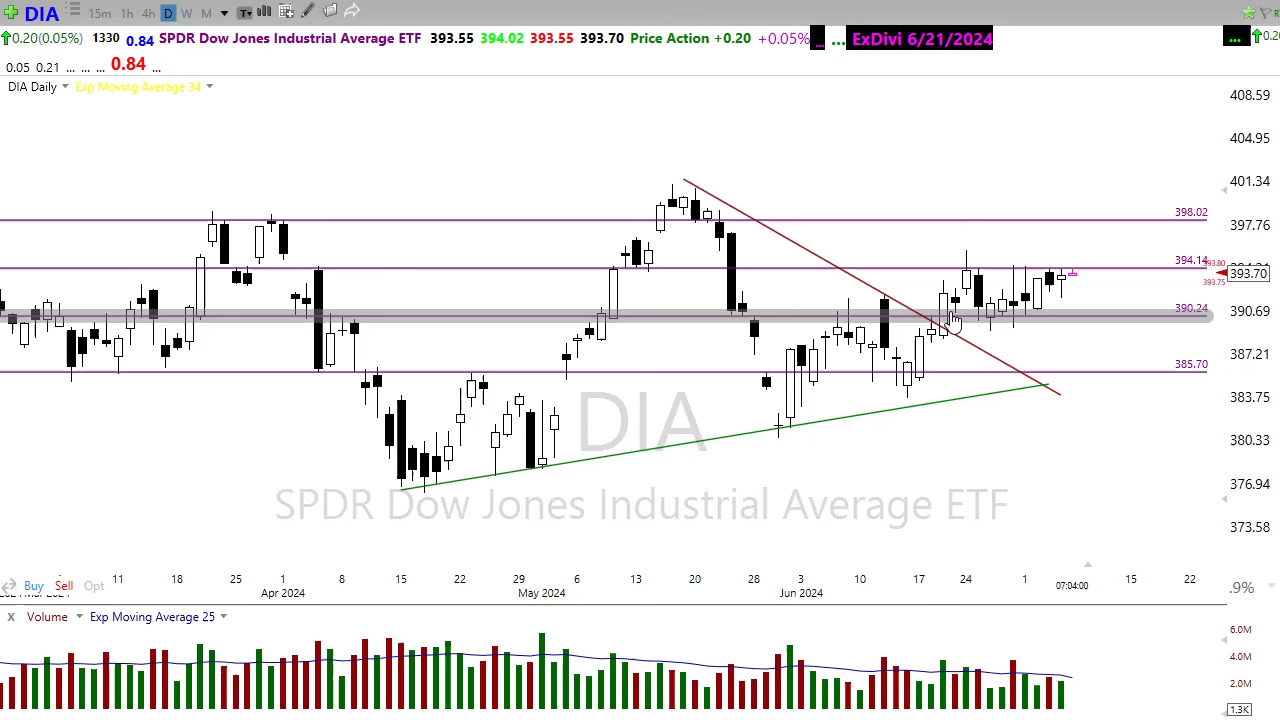 DIA 15m 1h 4h D W M T
0.20(0.05%) 1330 0.84 SPDR Dow Jones Industrial Average ETF 393.55 394.02 393.55 393.70 Price Action +0.20 +0.05% ... ... ExDivi 6/21/2024 ...
0.05 0.21 ... ... ... 0.84 ...
DIA Daily Exp Moving Average 34
408.59
404.95
401.34
398.02
397.76
394.14
393.80
393.70
393.75
390.24
390.69
387.21
385.70
383.75
DIA
380.33
376.94
SPDR Dow Jones Industrial Average ETF
373.58
Buy Sell Opt
11 18 25 1 8 15 22 29 6 13 20 28 3 10 17 24 1 07:04:00 15 22
Apr 2024 May 2024 Jun 2024
.9%
X Volume Exp Moving Average 25
6.0M
4.0M
2.0M
1.3K